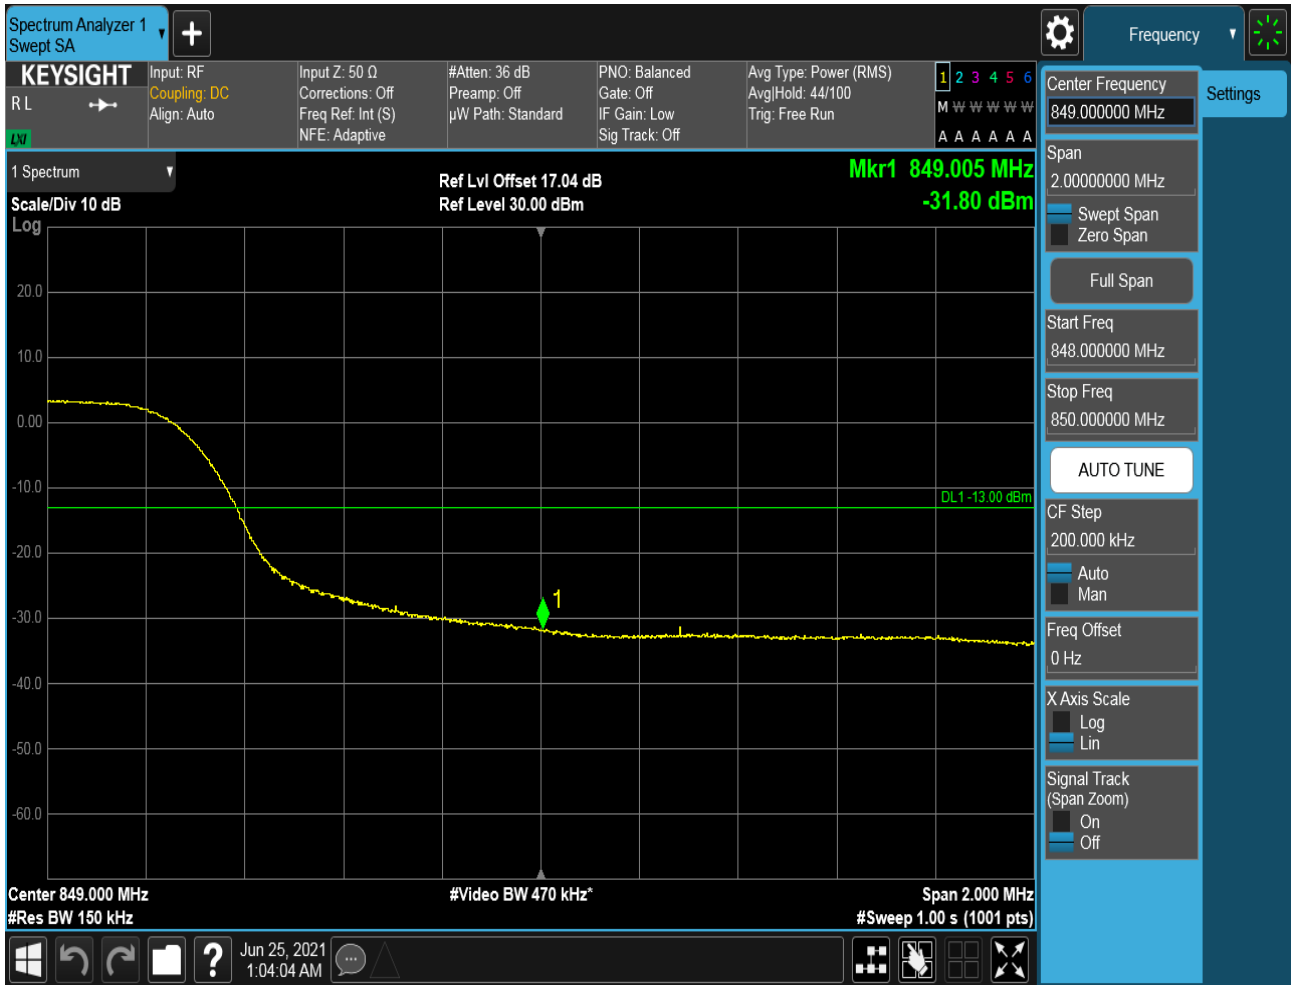 Spectrum Analyzer 1
Swept SA
Frequency
KEYSIGHT
R L
LXI
Input: RF
Coupling: DC
Align: Auto
Input Z: 50 Ω
Corrections: Off
Freq Ref: Int (S)
NFE: Adaptive
#Atten: 36 dB
Preamp: Off
µW Path: Standard
PNO: Balanced
Gate: Off
IF Gain: Low
Sig Track: Off
Avg Type: Power (RMS)
Avg|Hold: 44/100
Trig: Free Run
1 2 3 4 5 6
M W W W W W
A A A A A A
1 Spectrum
Scale/Div 10 dB
Log
Ref Lvl Offset 17.04 dB
Ref Level 30.00 dBm
Mkr1 849.005 MHz
-31.80 dBm
20.0
10.0
0.00
-10.0
-20.0
-30.0
-40.0
-50.0
-60.0
DL1 -13.00 dBm
1
Center 849.000 MHz
#Res BW 150 kHz
#Video BW 470 kHz*
Span 2.000 MHz
#Sweep 1.00 s (1001 pts)
?
Jun 25, 2021
1:04:04 AM
Center Frequency
849.000000 MHz
Settings
Span
2.00000000 MHz
Swept Span
Zero Span
Full Span
Start Freq
848.000000 MHz
Stop Freq
850.000000 MHz
AUTO TUNE
CF Step
200.000 kHz
Auto
Man
Freq Offset
0 Hz
X Axis Scale
Log
Lin
Signal Track
(Span Zoom)
On
Off